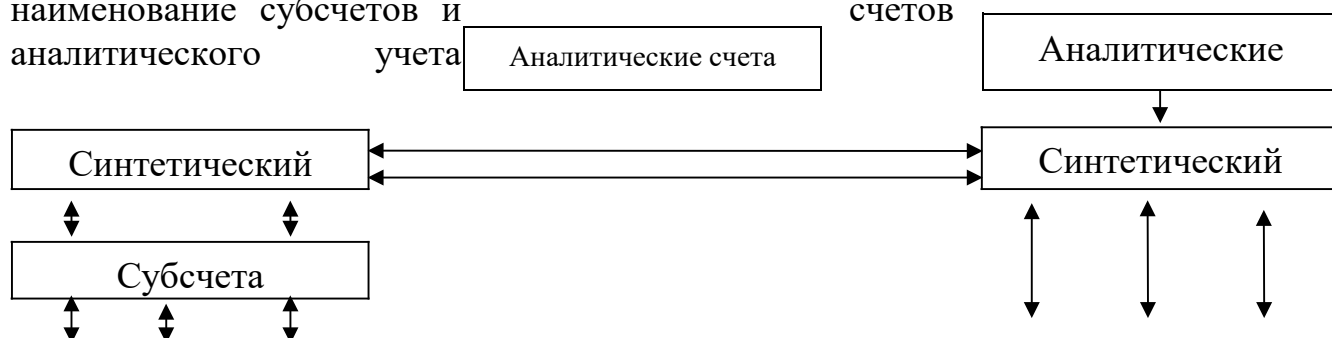 наименование субсчетов и счетов
аналитического учета
Аналитические счета
Аналитические
Синтетический
Синтетический
Субсчета